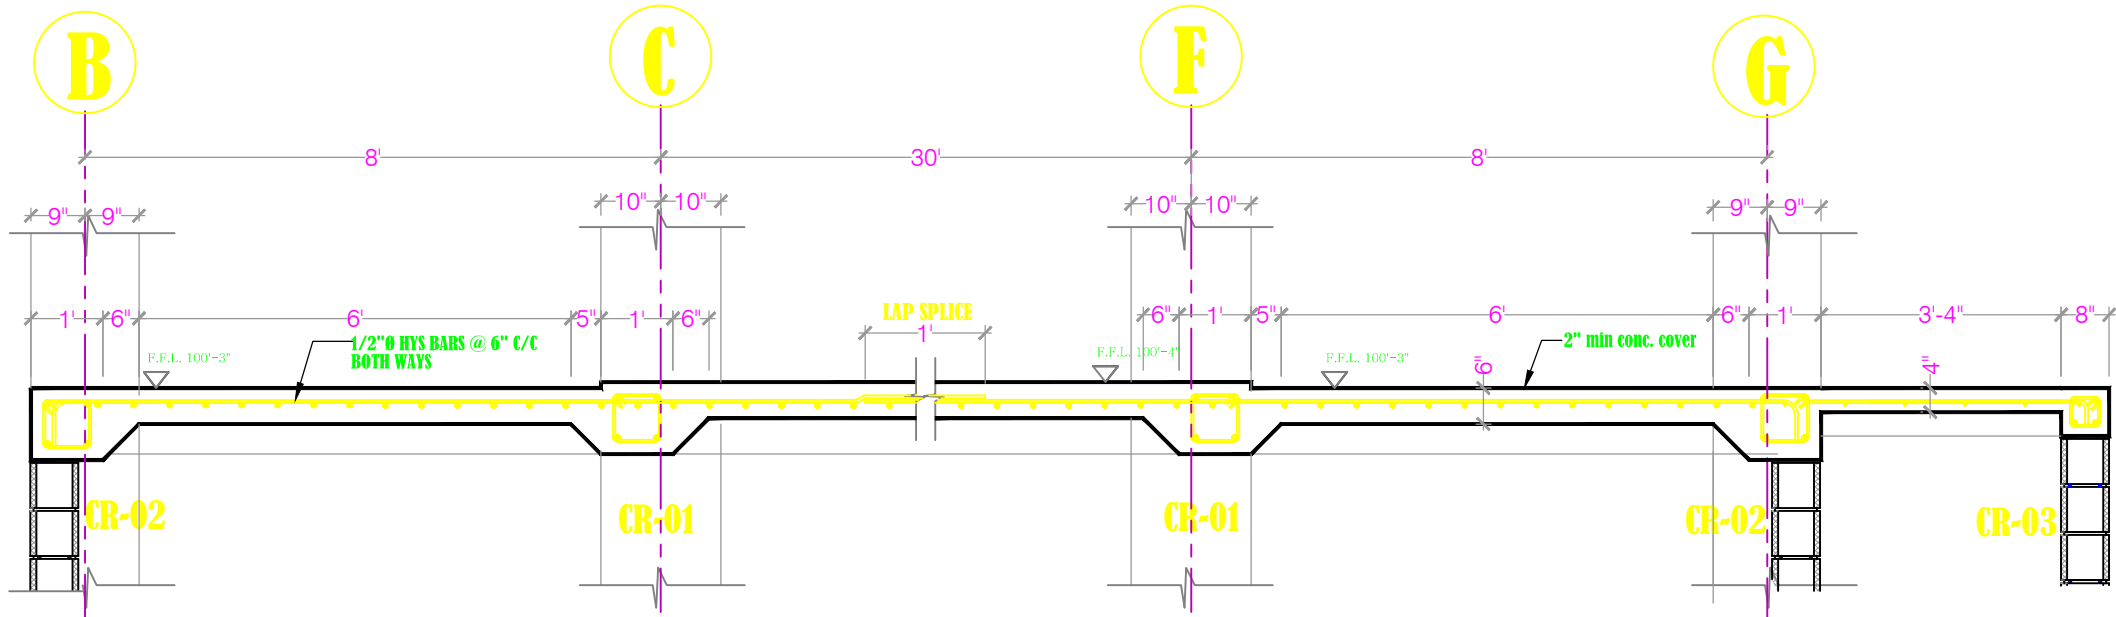 B
C
F
G
8'
30'
8'
9"
9"
10"
10"
10"
10"
9"
9"
1'
6"
6'
5"
1'
6"
LAP SPLICE
1'
6"
1'
5"
6'
6"
1'
3'-4"
8"
1/2"Ø HYS BARS @ 6" C/C
BOTH WAYS
F.F.L. 100'-3"
F.F.L. 100'-4"
F.F.L. 100'-3"
2" min conc. cover
6"
4"
CR-02
CR-01
CR-01
CR-02
CR-03